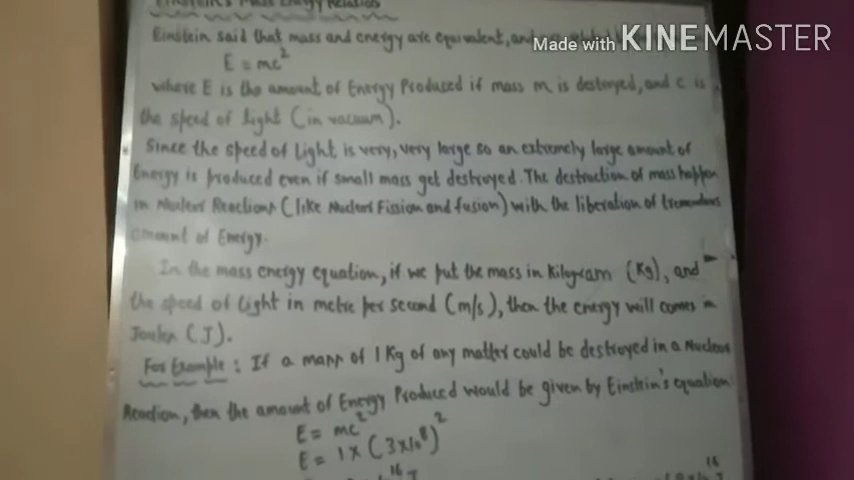 Einstein's Mass Energy Relation
Einstein said that mass and energy are equivalent, and
Made with KINEMASTER
E = mc²
where E is the amount of Energy Produced if mass m is destroyed, and c is
the speed of light (in vacuum).
Since the speed of Light is very, very large so an extremely large amount of
Energy is produced even if small mass get destroyed. The destruction of mass happen
in Nuclear Reactions (like Nuclear Fission and fusion) with the liberation of tremendous
amount of Energy.
In the mass energy equation, if we put the mass in Kilogram (Kg), and
the speed of light in metre per second (m/s), then the energy will comes in
Joules (J).
For Example : If a mass of 1 Kg of any matter could be destroyed in a Nuclear
Reaction, then the amount of Energy Produced would be given by Einstein's equation:
E = mc²
E = 1 x (3x10⁸)²